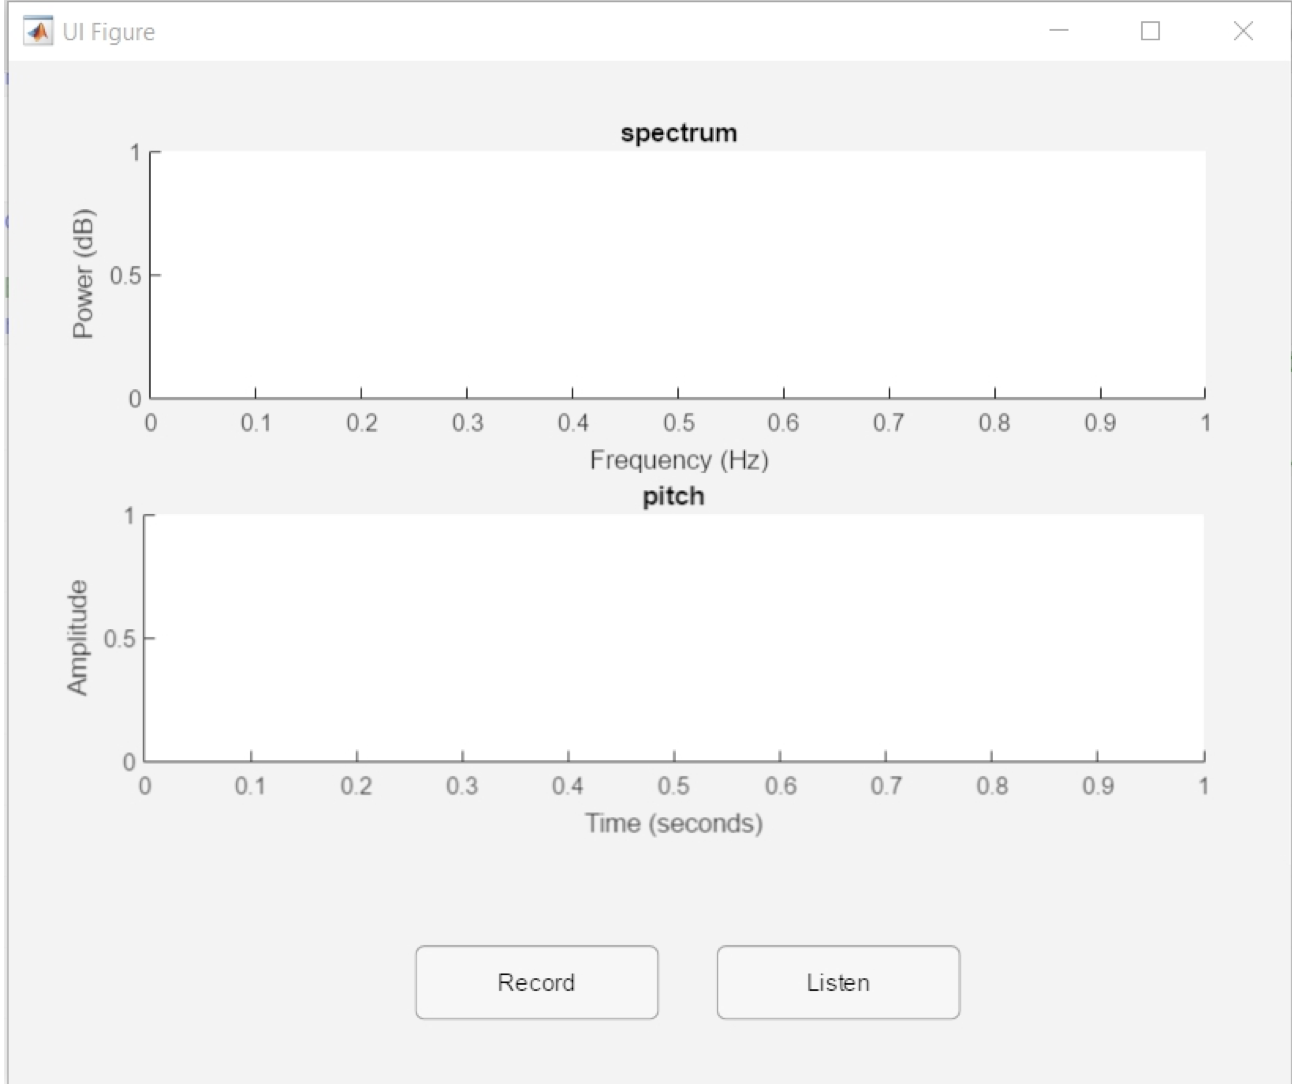 UI Figure
spectrum
1
0.5
0
Power (dB)
0 0.1 0.2 0.3 0.4 0.5 0.6 0.7 0.8 0.9 1
Frequency (Hz)
pitch
1
0.5
0
Amplitude
0 0.1 0.2 0.3 0.4 0.5 0.6 0.7 0.8 0.9 1
Time (seconds)
Record Listen